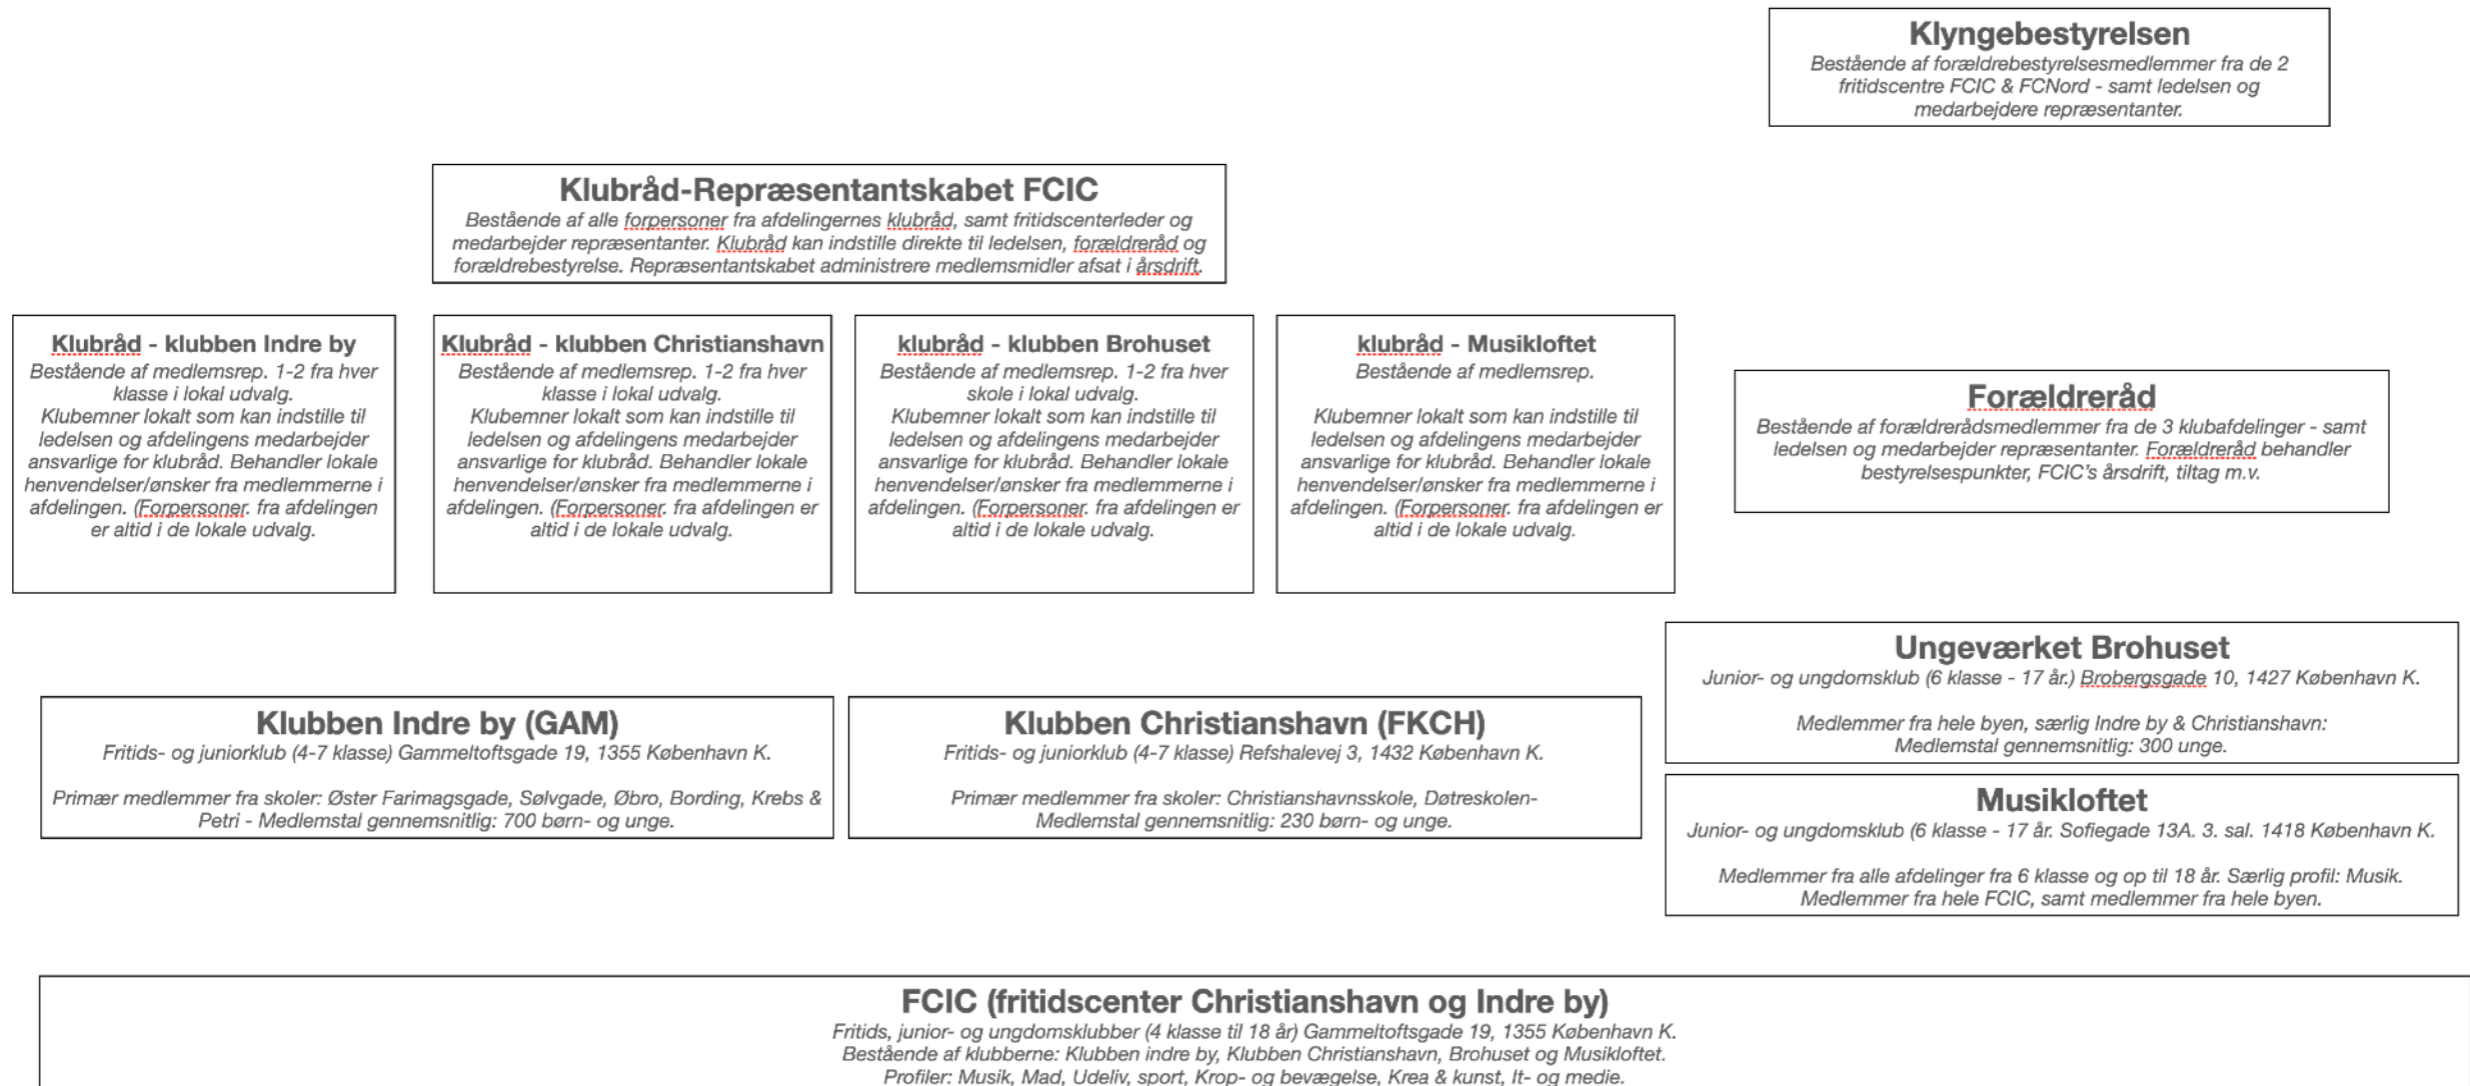 Klyngebestyrelsen
Bestående af forældrebestyrelsesmedlemmer fra de 2
fritidscentre FCIC & FCNord - samt ledelsen og
medarbejdere repræsentanter.
Klubråd-Repræsentantskabet FCIC
Bestående af alle forpersoner fra afdelingernes klubråd, samt fritidscenterleder og
medarbejder repræsentanter. Klubråd kan indstille direkte til ledelsen, forældreråd og
forældrebestyrelse. Repræsentantskabet administrere medlemsmidler afsat i årsdrift.
Klubråd - klubben Indre by
Bestående af medlemsrep. 1-2 fra hver
klasse i lokal udvalg.
Klubemner lokalt som kan indstille til
ledelsen og afdelingens medarbejder
ansvarlige for klubråd. Behandler lokale
henvendelser/ønsker fra medlemmerne i
afdelingen. (Forpersoner. fra afdelingen
er altid i de lokale udvalg.
Klubråd - klubben Christianshavn
Bestående af medlemsrep. 1-2 fra hver
klasse i lokal udvalg.
Klubemner lokalt som kan indstille til
ledelsen og afdelingens medarbejder
ansvarlige for klubråd. Behandler lokale
henvendelser/ønsker fra medlemmerne i
afdelingen. (Forpersoner. fra afdelingen er
altid i de lokale udvalg.
klubråd - klubben Brohuset
Bestående af medlemsrep. 1-2 fra hver
skole i lokal udvalg.
Klubemner lokalt som kan indstille til
ledelsen og afdelingens medarbejder
ansvarlige for klubråd. Behandler lokale
henvendelser/ønsker fra medlemmerne i
afdelingen. (Forpersoner. fra afdelingen er
altid i de lokale udvalg.
klubråd - Musikloftet
Bestående af medlemsrep.
Klubemner lokalt som kan indstille til
ledelsen og afdelingens medarbejder
ansvarlige for klubråd. Behandler lokale
henvendelser/ønsker fra medlemmerne i
afdelingen. (Forpersoner. fra afdelingen er
altid i de lokale udvalg.
Forældreråd
Bestående af forældrerådsmedlemmer fra de 3 klubafdelinger - samt
ledelsen og medarbejder repræsentanter. Forældreråd behandler
bestyrelsespunkter, FCIC's årsdrift, tiltag m.v.
Klubben Indre by (GAM)
Fritids- og juniorklub (4-7 klasse) Gammeltoftsgade 19, 1355 København K.
Primær medlemmer fra skoler: Øster Farimagsgade, Sølvgade, Øbro, Bording, Krebs &
Petri - Medlemstal gennemsnitlig: 700 børn- og unge.
Klubben Christianshavn (FKCH)
Fritids- og juniorklub (4-7 klasse) Refshalevej 3, 1432 København K.
Primær medlemmer fra skoler: Christianshavnsskole, Døtreskolen-
Medlemstal gennemsnitlig: 230 børn- og unge.
Ungeværket Brohuset
Junior- og ungdomsklub (6 klasse - 17 år.) Brobergsgade 10, 1427 København K.
Medlemmer fra hele byen, særlig Indre by & Christianshavn:
Medlemstal gennemsnitlig: 300 unge.
Musikloftet
Junior- og ungdomsklub (6 klasse - 17 år. Sofiegade 13A. 3. sal. 1418 København K.
Medlemmer fra alle afdelinger fra 6 klasse og op til 18 år. Særlig profil: Musik.
Medlemmer fra hele FCIC, samt medlemmer fra hele byen.
FCIC (fritidscenter Christianshavn og Indre by)
Fritids, junior- og ungdomsklubber (4 klasse til 18 år) Gammeltoftsgade 19, 1355 København K.
Bestående af klubberne: Klubben indre by, Klubben Christianshavn, Brohuset og Musikloftet.
Profiler: Musik, Mad, Udeliv, sport, Krop- og bevægelse, Krea & kunst, It- og medie.